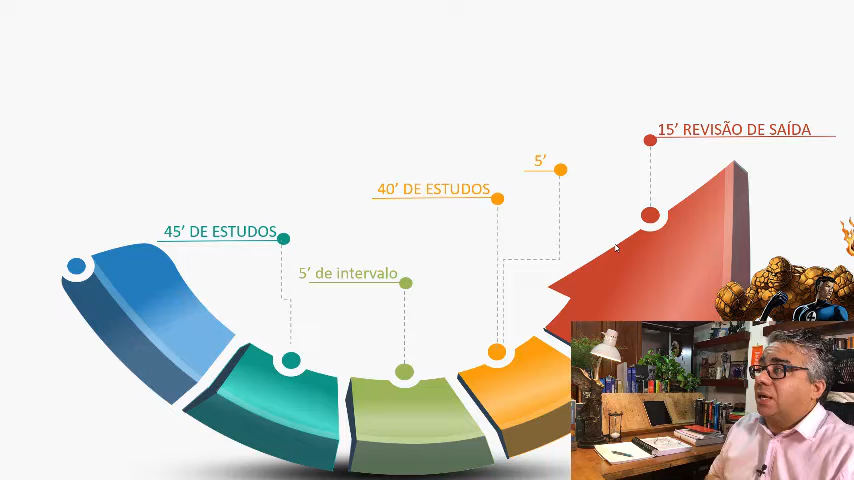 45’ DE ESTUDOS
5’ de intervalo
40’ DE ESTUDOS
5’
15’ REVISÃO DE SAÍDA